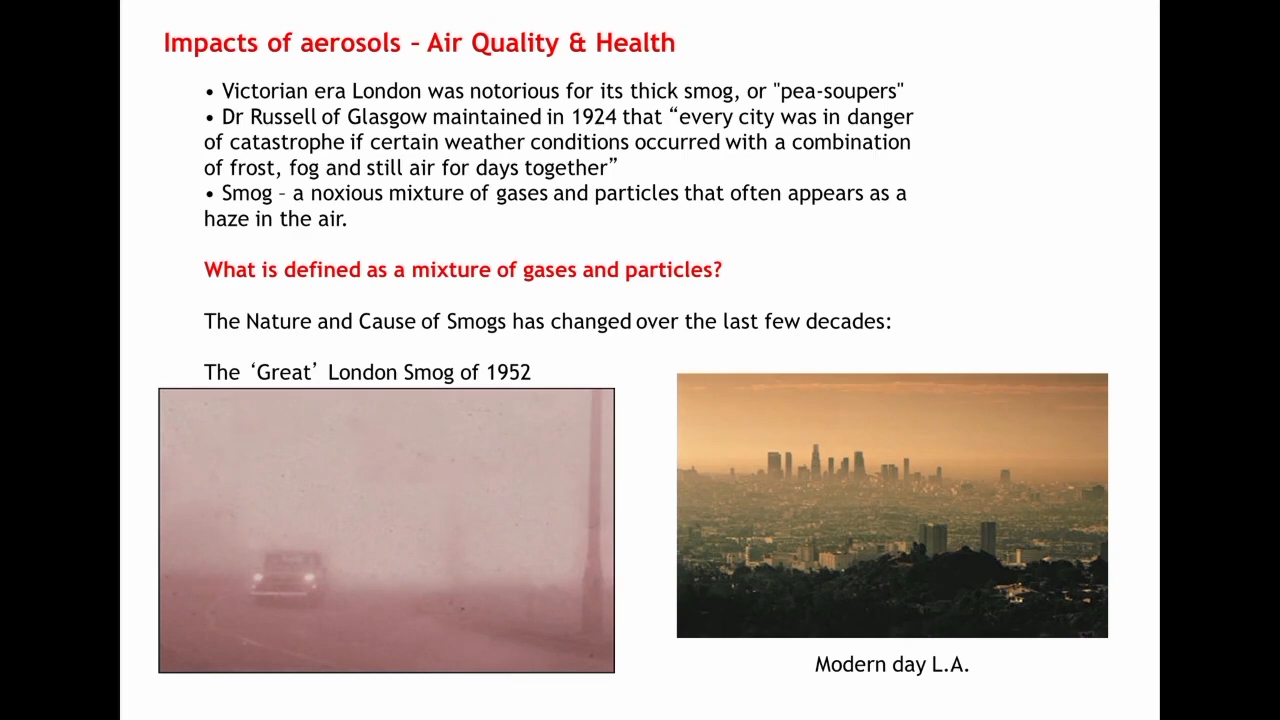 Impacts of aerosols – Air Quality & Health
• Victorian era London was notorious for its thick smog, or "pea-soupers"
• Dr Russell of Glasgow maintained in 1924 that “every city was in danger
of catastrophe if certain weather conditions occurred with a combination
of frost, fog and still air for days together”
• Smog – a noxious mixture of gases and particles that often appears as a
haze in the air.
What is defined as a mixture of gases and particles?
The Nature and Cause of Smogs has changed over the last few decades:
The ‘Great’ London Smog of 1952
Modern day L.A.